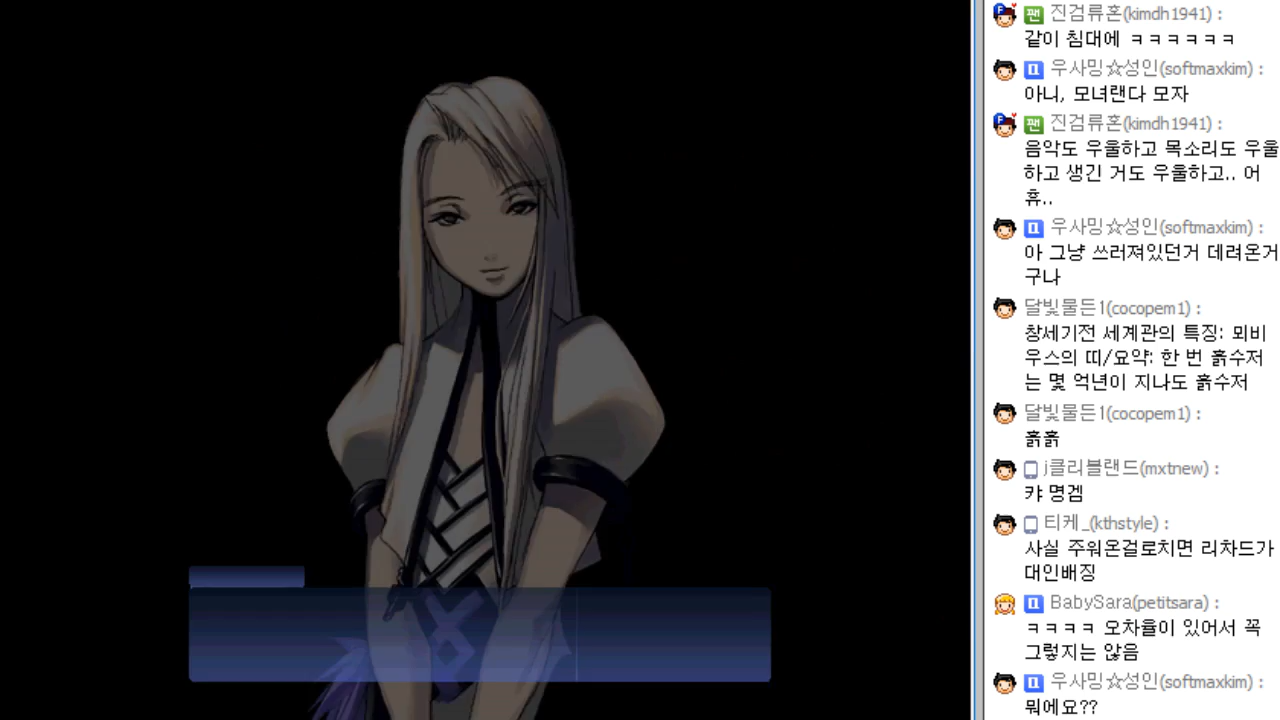 팬 진검류혼(kimdh1941) :
같이 침대에 ㅋㅋㅋㅋㅋㅋ
우사밍☆성인(softmaxkim) :
아니, 모녀랜다 모자
팬 진검류혼(kimdh1941) :
음악도 우울하고 목소리도 우울
하고 생긴 거도 우울하고.. 어
휴..
우사밍☆성인(softmaxkim) :
아 그냥 쓰러져있던거 데려온거
구나
달빛물든1(cocopem1) :
창세기전 세계관의 특징: 뫼비
우스의 띠/요약: 한 번 흙수저
는 몇 억년이 지나도 흙수저
달빛물든1(cocopem1) :
흙흙
j클리블랜드(mxtnew) :
캬 명겜
티케_(kthstyle) :
사실 주워온걸로치면 리차드가
대인배징
BabySara(petitsara) :
ㅋㅋㅋㅋ 오차율이 있어서 꼭
그렇지는 않음
우사밍☆성인(softmaxkim) :
뭐에요??